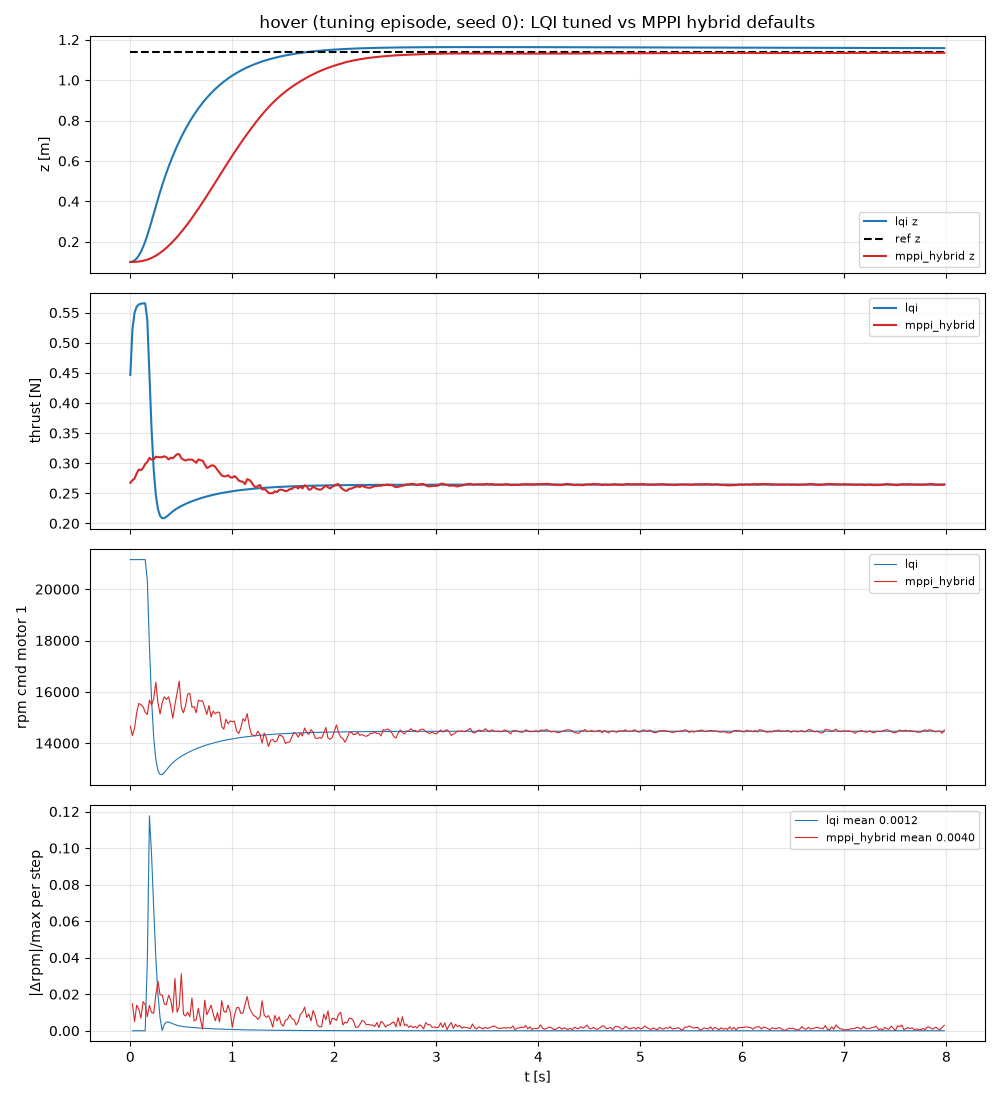 hover (tuning episode, seed 0): LQI tuned vs MPPI hybrid defaults
z [m]
1.2
1.0
0.8
0.6
0.4
0.2
lqi z
ref z
mppi_hybrid z
thrust [N]
0.55
0.50
0.45
0.40
0.35
0.30
0.25
0.20
lqi
mppi_hybrid
rpm cmd motor 1
20000
18000
16000
14000
lqi
mppi_hybrid
|Δrpm|/max per step
0.12
0.10
0.08
0.06
0.04
0.02
0.00
lqi mean 0.0012
mppi_hybrid mean 0.0040
0 1 2 3 4 5 6 7 8
t [s]